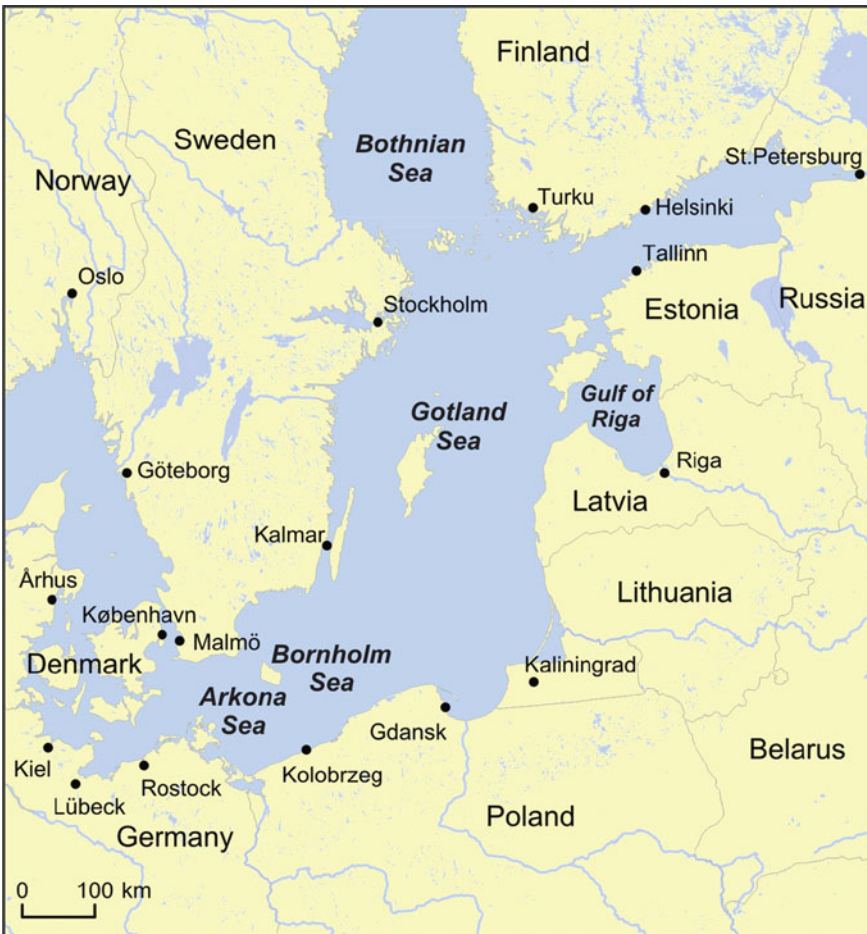 Finland
Sweden
Bothnian
Sea
St.Petersburg
Norway
Turku
Helsinki
Tallinn
Oslo
Stockholm
Estonia
Russia
Gotland
Sea
Gulf of
Riga
Göteborg
Riga
Latvia
Kalmar
Århus
Lithuania
København
Malmö
Denmark
Bornholm
Sea
Kaliningrad
Arkona
Sea
Gdansk
Belarus
Kiel
Kolobrzeg
Rostock
Lübeck
Germany
Poland
0 100 km